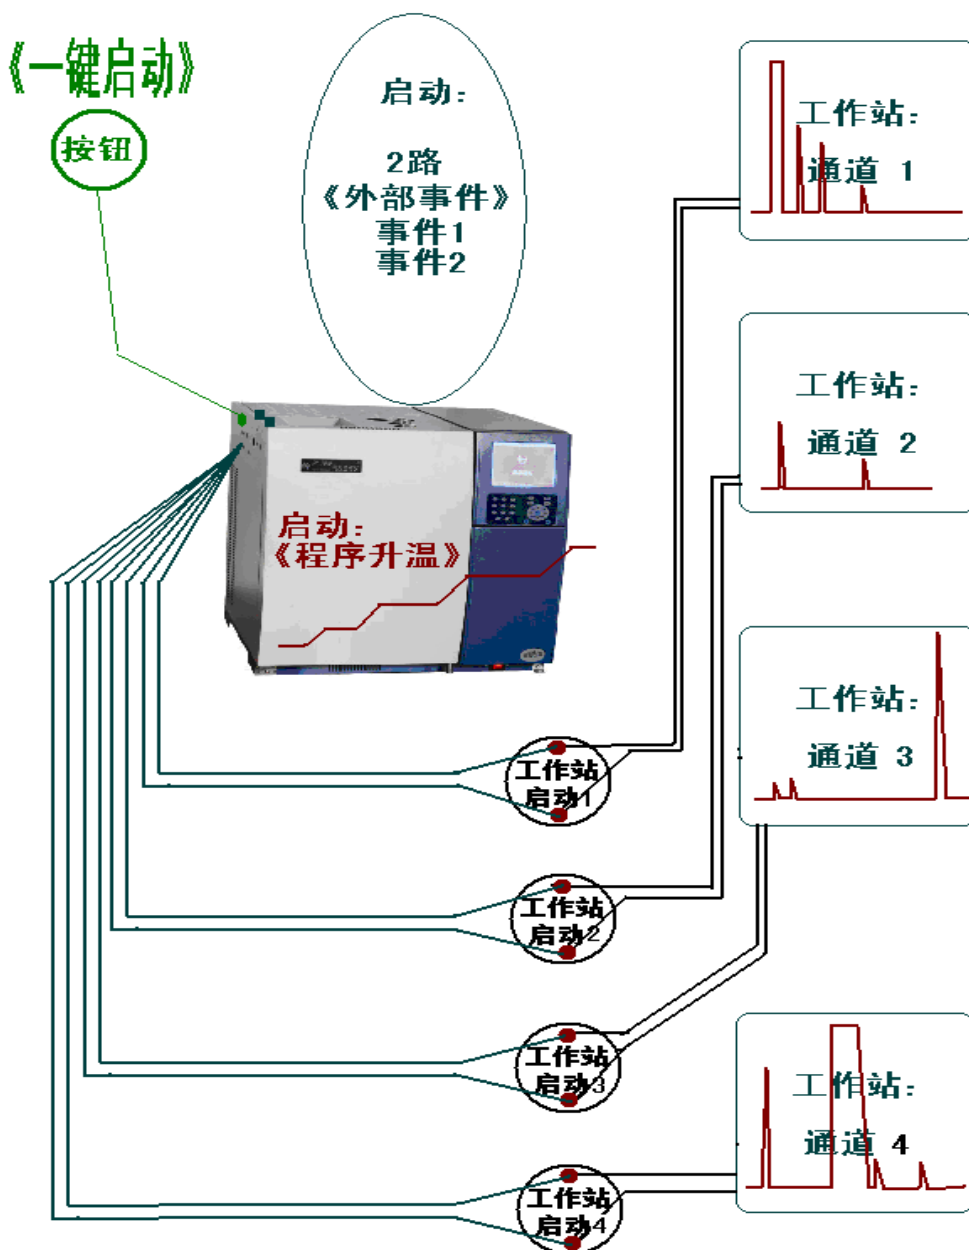 《一键启动》
按钮
启动:
2路
《外部事件》
事件1
事件2
工作站:
通道 1
工作站:
通道 2
启动:
《程序升温》
工作站:
通道 3
工作站
启动1
工作站
启动2
工作站
启动3
工作站:
通道 4
工作站
启动4